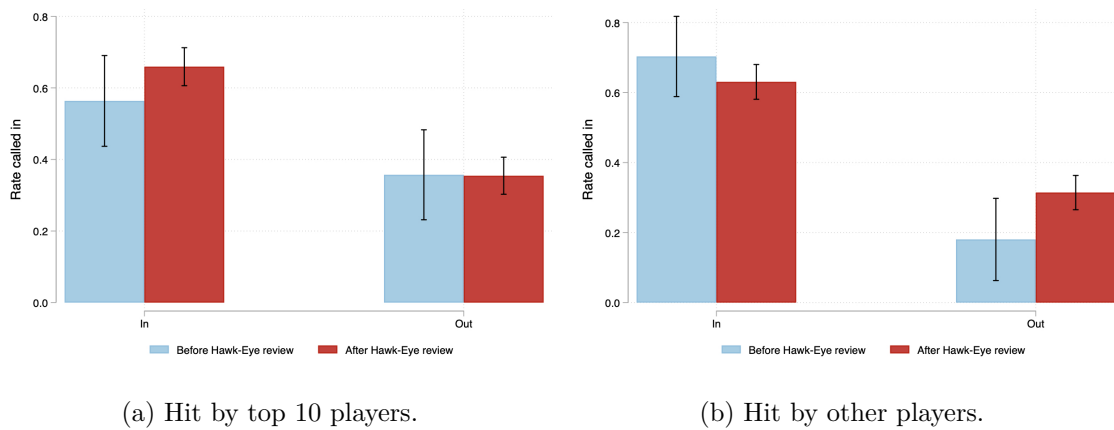 Rate called in
0.8
0.6
0.4
0.2
0.0
In
Out
Before Hawk-Eye review
After Hawk-Eye review
(a) Hit by top 10 players.
Rate called in
0.8
0.6
0.4
0.2
0.0
In
Out
Before Hawk-Eye review
After Hawk-Eye review
(b) Hit by other players.